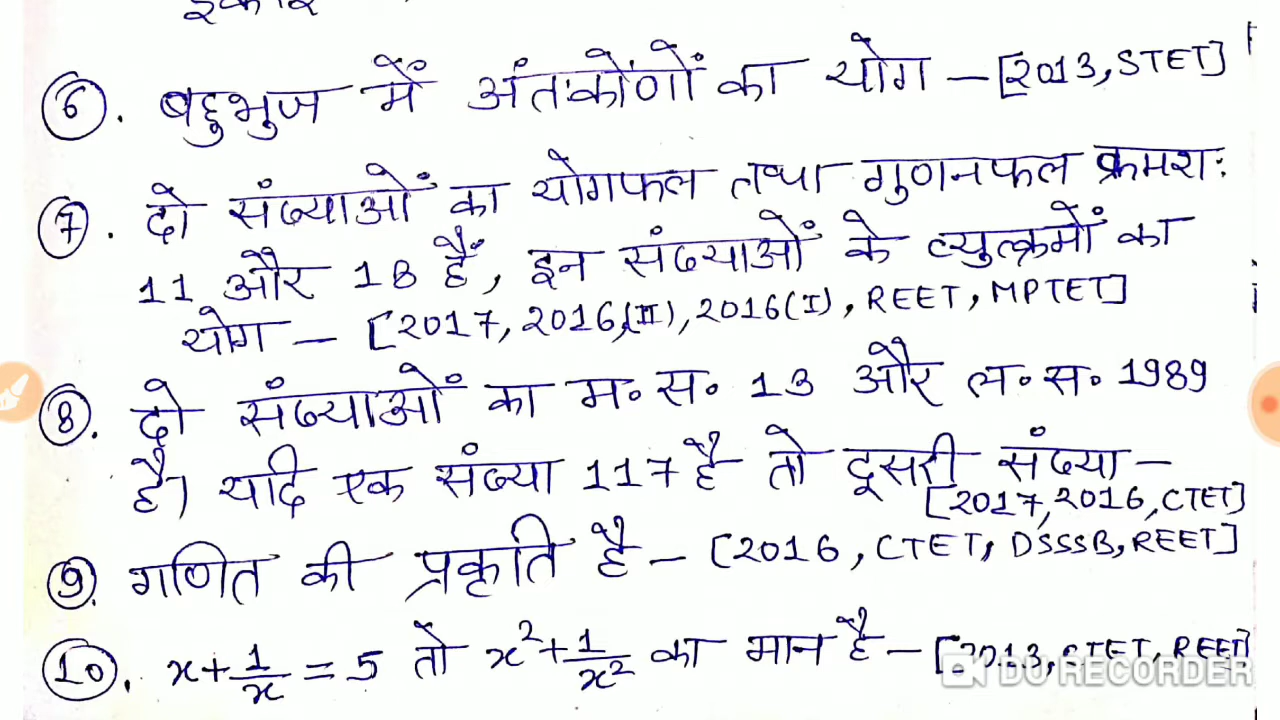 6. बहुभुज में अंतःकोणों का योग – [2013, STET]
7. दो संख्याओं का योगफल तथा गुणनफल क्रमशः
11 और 18 हैं, इन संख्याओं के व्युत्क्रमों का
योग – [2017, 2016(II), 2016(I), REET, MPTET]
8. दो संख्याओं का म॰स॰ 13 और ल॰स॰ 1989
है। यदि एक संख्या 117 है तो दूसरी संख्या –
[2017, 2016, CTET]
9. गणित की प्रकृति है – [2016, CTET, DSSSB, REET]
10. x + 1/x = 5 तो x² + 1/x² का मान है – [2013, CTET, REET]
DU RECORDER